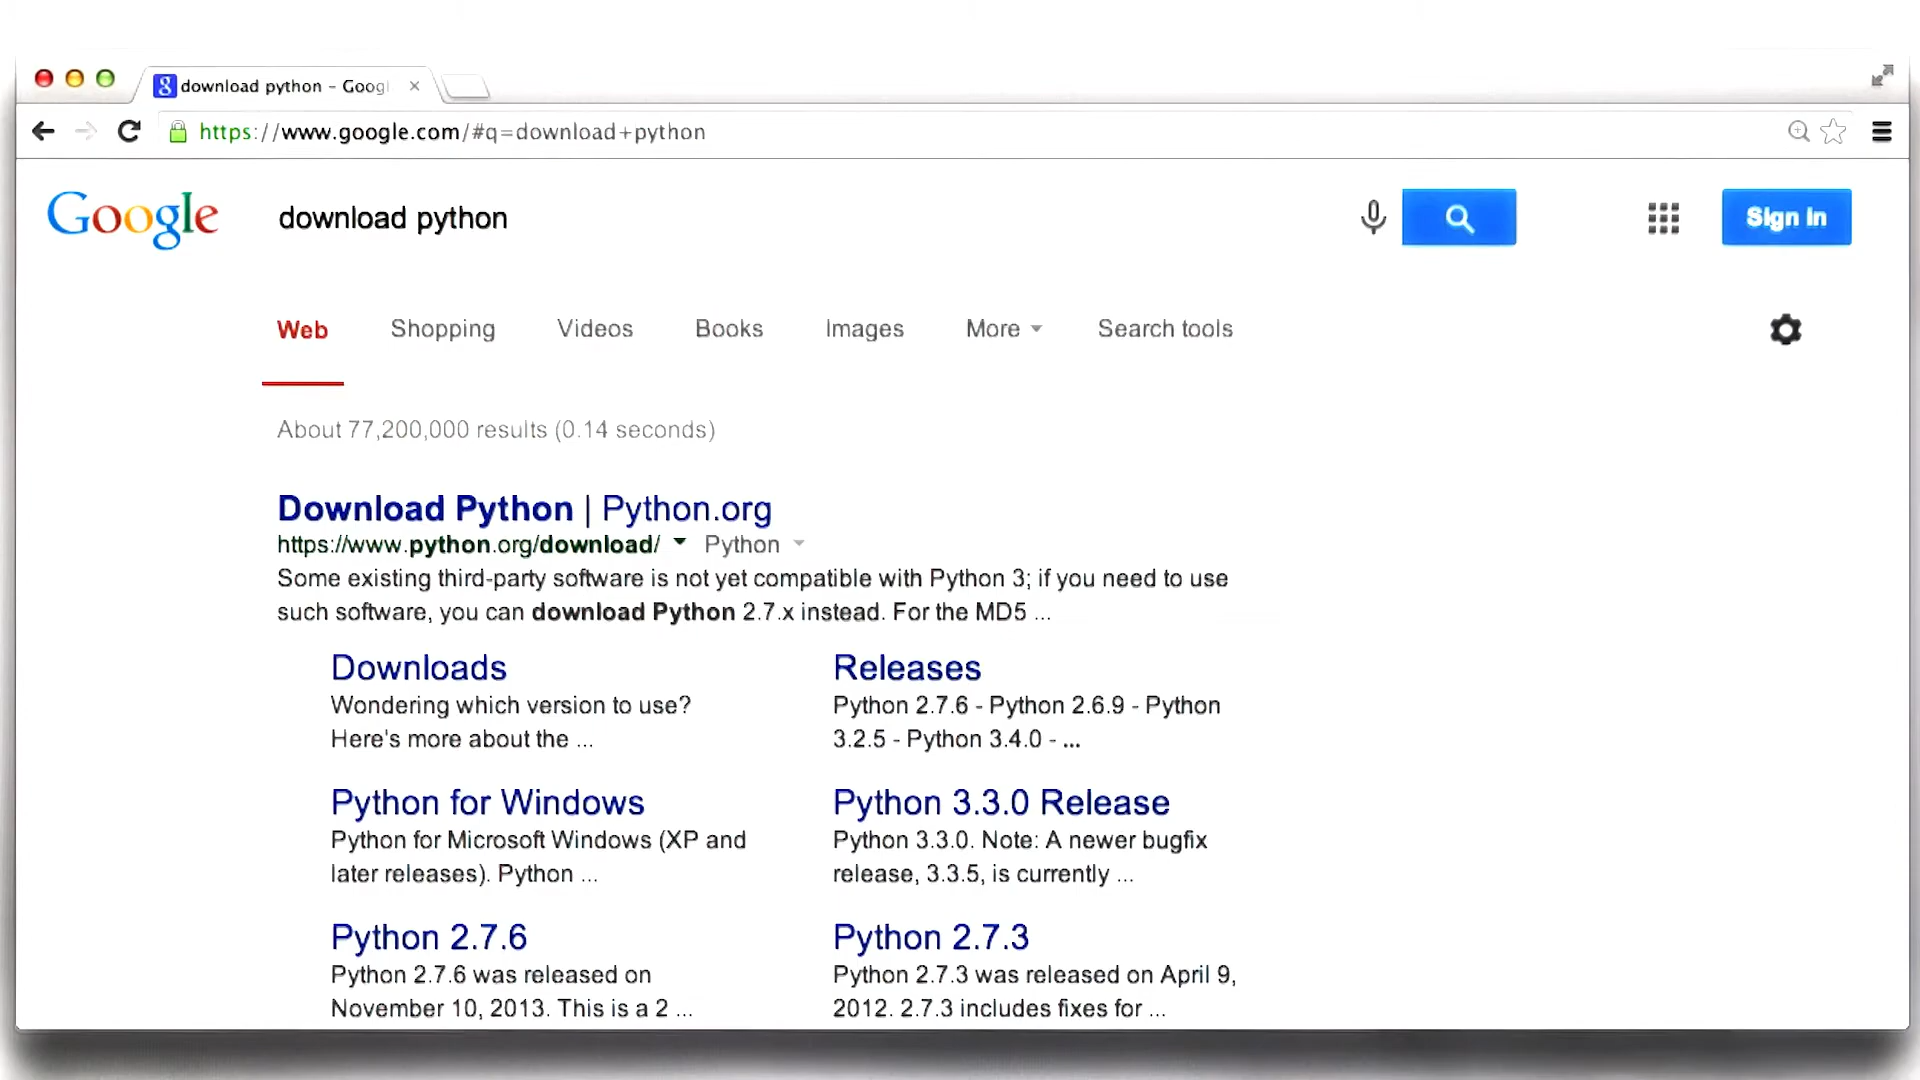 download python - Googl
https://www.google.com/#q=download+python
Google
download python
Sign in
Web Shopping Videos Books Images More Search tools
About 77,200,000 results (0.14 seconds)
Download Python | Python.org
https://www.python.org/download/ Python
Some existing third-party software is not yet compatible with Python 3; if you need to use
such software, you can download Python 2.7.x instead. For the MD5 ...
Downloads
Wondering which version to use?
Here's more about the ...
Releases
Python 2.7.6 - Python 2.6.9 - Python
3.2.5 - Python 3.4.0 - ...
Python for Windows
Python for Microsoft Windows (XP and
later releases). Python ...
Python 3.3.0 Release
Python 3.3.0. Note: A newer bugfix
release, 3.3.5, is currently ...
Python 2.7.6
Python 2.7.6 was released on
November 10, 2013. This is a 2 ...
Python 2.7.3
Python 2.7.3 was released on April 9,
2012. 2.7.3 includes fixes for ...